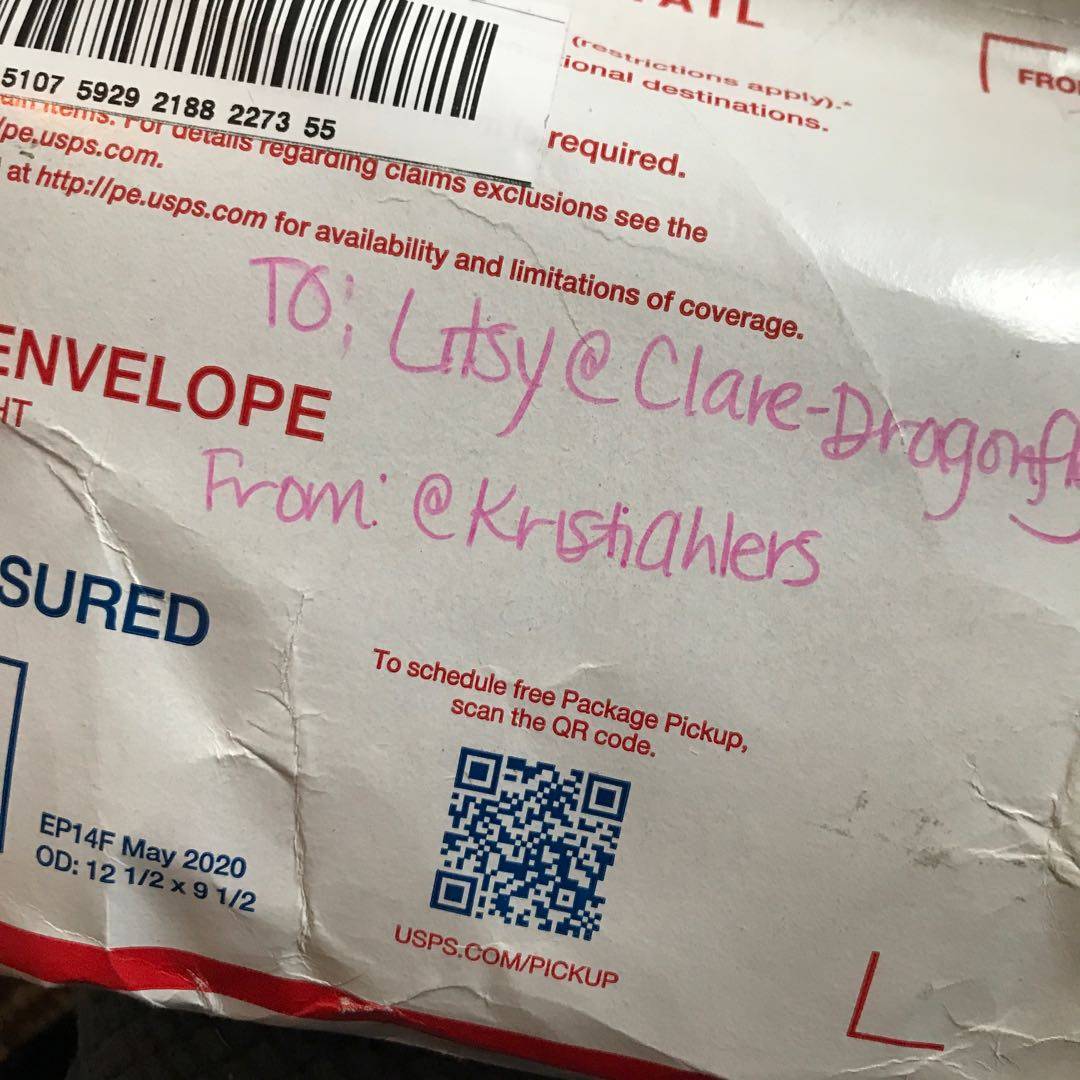 5107 5929 2188 2273 55
(restrictions apply).*
ional destinations.
FRO
required.
items. For details regarding claims exclusions see the
/pe.usps.com.
at http://pe.usps.com for availability and limitations of coverage.
TO: Litsy@Clare-Dragonfly
ENVELOPE
HT
From: @KristiAhlers
SURED
To schedule free Package Pickup,
scan the QR code.
EP14F May 2020
OD: 12 1/2 x 9 1/2
USPS.COM/PICKUP